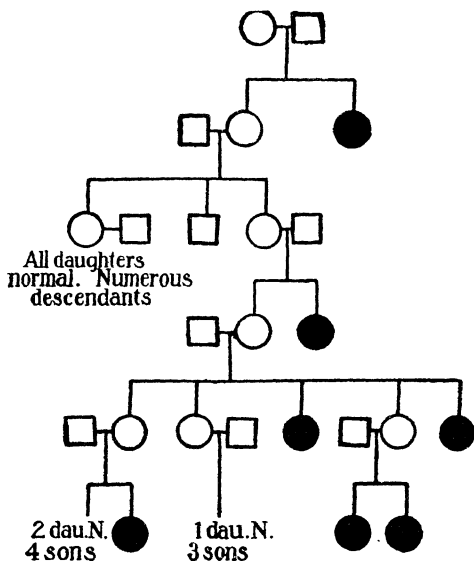 All daughters
normal. Numerous
descendants
2 dau.N.
4 sons
1 dau.N.
3 sons